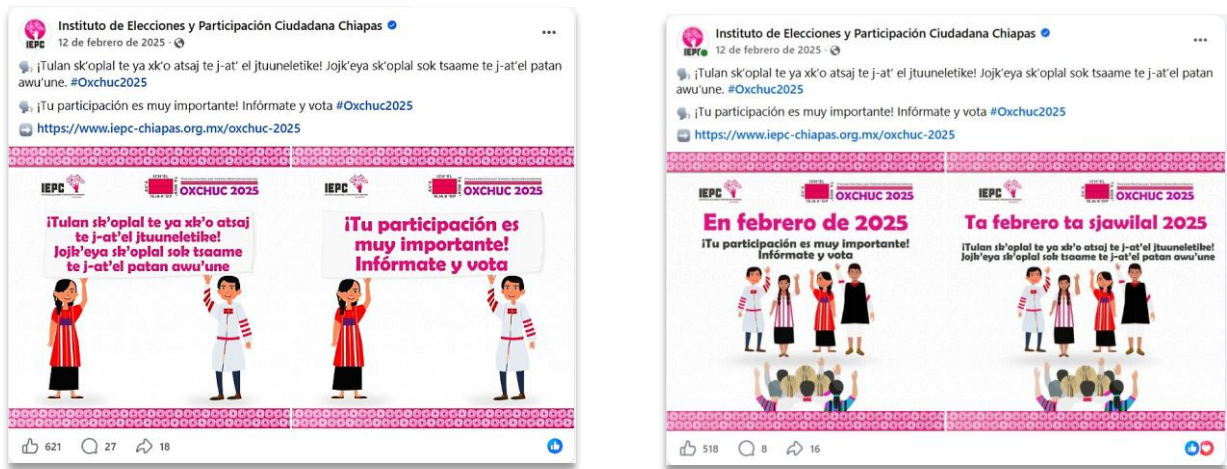 Instituto de Elecciones y Participación Ciudadana Chiapas
12 de febrero de 2025
¡Tulan sk'oplal te ya xk'o atsaj te j-at' el jtuuneletike! Jojk'eya sk'oplal sok tsaame te j-at'el patan
awu'une. #Oxchuc2025
¡Tu participación es muy importante! Infórmate y vota #Oxchuc2025
https://www.iepc-chiapas.org.mx/oxchuc-2025
IEPC
OXCHUC 2025
¡Tulan sk'oplal te ya xk'o atsaj
te j-at'el jtuuneletike!
Jojk'eya sk'oplal sok tsaame
te j-at'el patan awu'une
IEPC
OXCHUC 2025
¡Tu participación es
muy importante!
Infórmate y vota
621 27 18
Instituto de Elecciones y Participación Ciudadana Chiapas
12 de febrero de 2025
¡Tulan sk'oplal te ya xk'o atsaj te j-at' el jtuuneletike! Jojk'eya sk'oplal sok tsaame te j-at'el patan
awu'une. #Oxchuc2025
¡Tu participación es muy importante! Infórmate y vota #Oxchuc2025
https://www.iepc-chiapas.org.mx/oxchuc-2025
IEPC
OXCHUC 2025
En febrero de 2025
¡Tu participación es muy importante!
Infórmate y vota
IEPC
OXCHUC 2025
Ta febrero ta sjawilal 2025
¡Tulan sk'oplal te ya xk'o atsaj te j-at'el jtuuneletike!
Jojk'eya sk'oplal sok tsaame te j-at'el patan awu'une
518 8 16